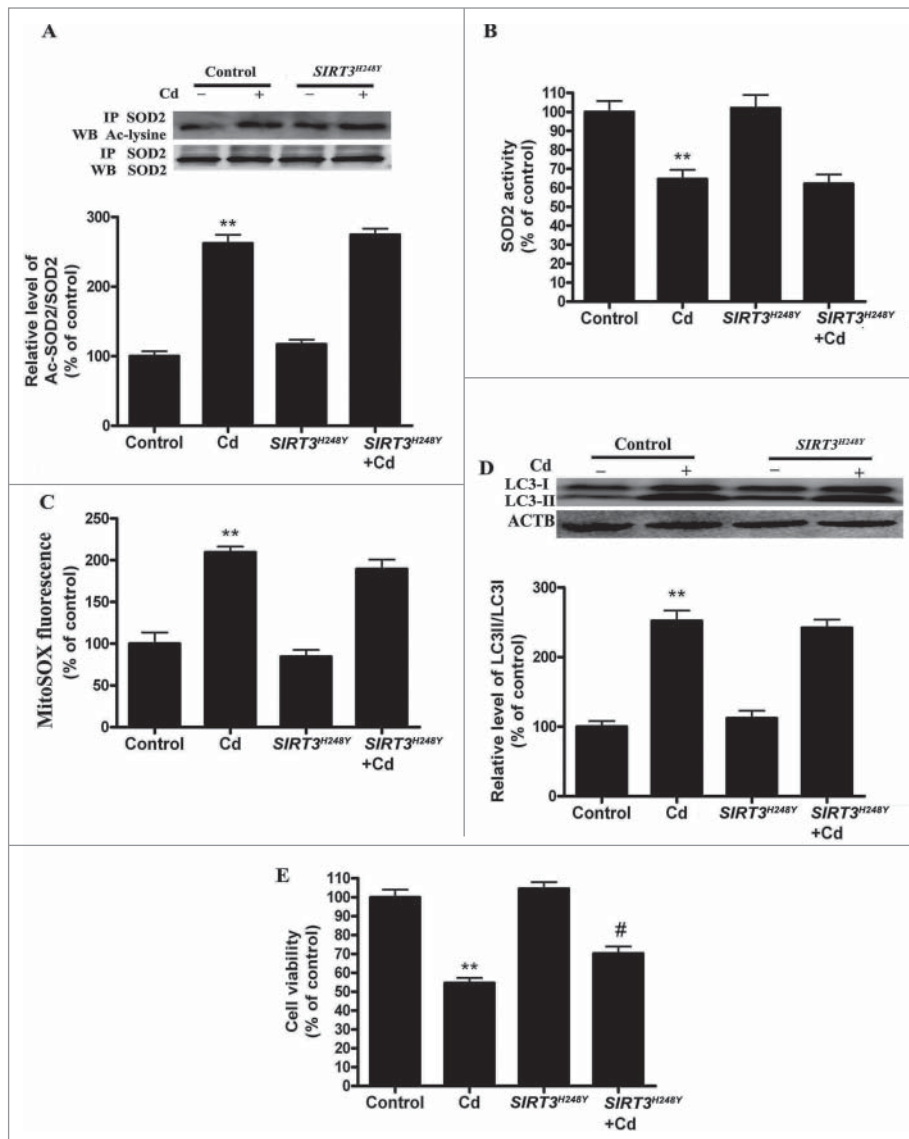 A
Control SIRT3H248Y
Cd − + − +
IP SOD2
WB Ac-lysine
IP SOD2
WB SOD2
Relative level of
Ac-SOD2/SOD2
(% of control)
300
200
100
0
**
Control Cd SIRT3H248Y SIRT3H248Y
+Cd
B
SOD2 activity
(% of control)
110
100
90
80
70
60
50
40
30
20
10
0
**
Control Cd SIRT3H248Y SIRT3H248Y
+Cd
C
MitoSOX fluorescence
(% of control)
250
200
150
100
50
0
**
Control Cd SIRT3H248Y SIRT3H248Y
+Cd
D
Control SIRT3H248Y
Cd − + − +
LC3-I
LC3-II
ACTB
Relative level of LC3II/LC3I
(% of control)
300
200
100
0
**
Control Cd SIRT3H248Y SIRT3H248Y
+Cd
E
Cell viability
(% of control)
110
100
90
80
70
60
50
40
30
20
10
0
**
#
Control Cd SIRT3H248Y SIRT3H248Y
+Cd